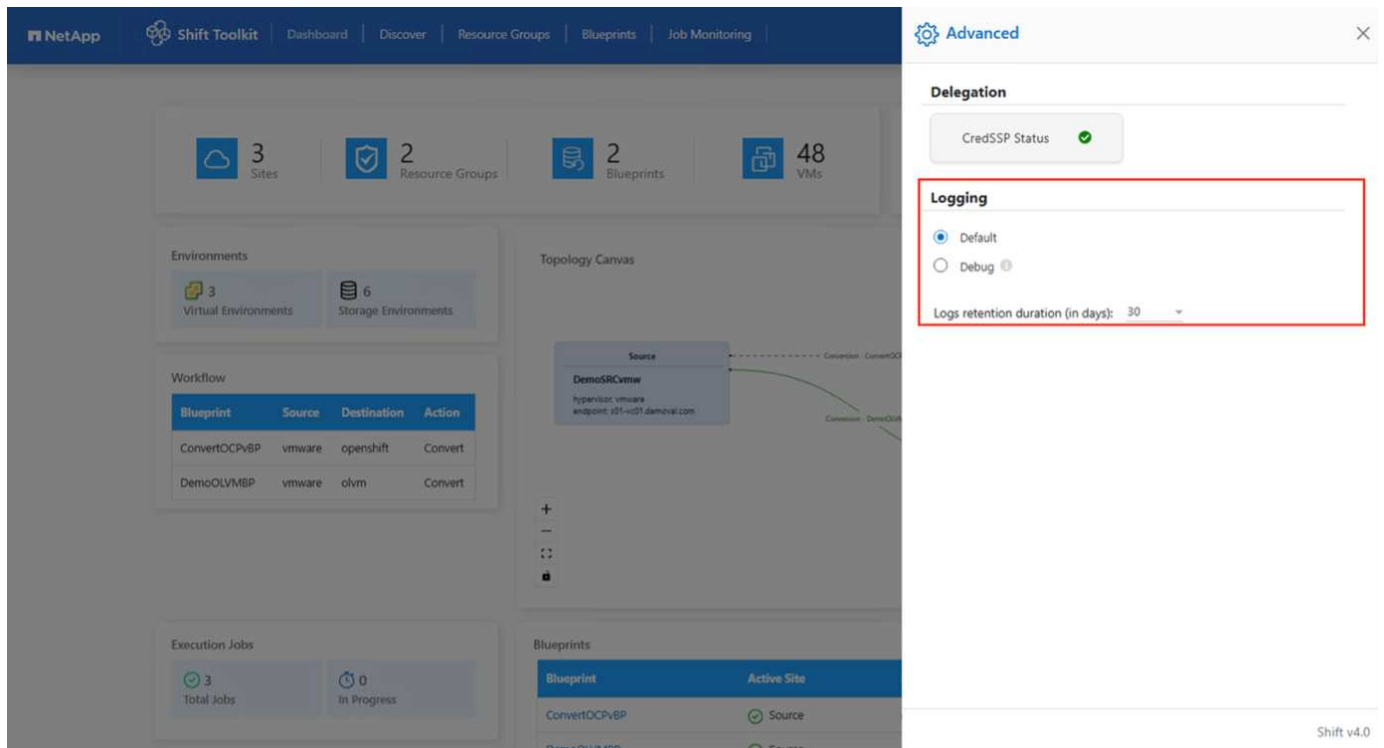 NetApp
Shift Toolkit Dashboard Discover Resource Groups Blueprints Job Monitoring
3
Sites
2
Resource Groups
2
Blueprints
48
VMs
Environments
3
Virtual Environments
6
Storage Environments
Workflow
Blueprint Source Destination Action
ConvertOCPvBP vmware openshift Convert
DemoOLVMBP vmware olvm Convert
Topology Canvas
Source
DemoSRCvmw
hypervisor: vmware
Execution Jobs
3
Total Jobs
0
In Progress
Blueprints
Blueprint Active Site
ConvertOCPvBP Source
Advanced
Delegation
CredSSP Status
Logging
Default
Debug
Logs retention duration (in days): 30
Shift v4.0